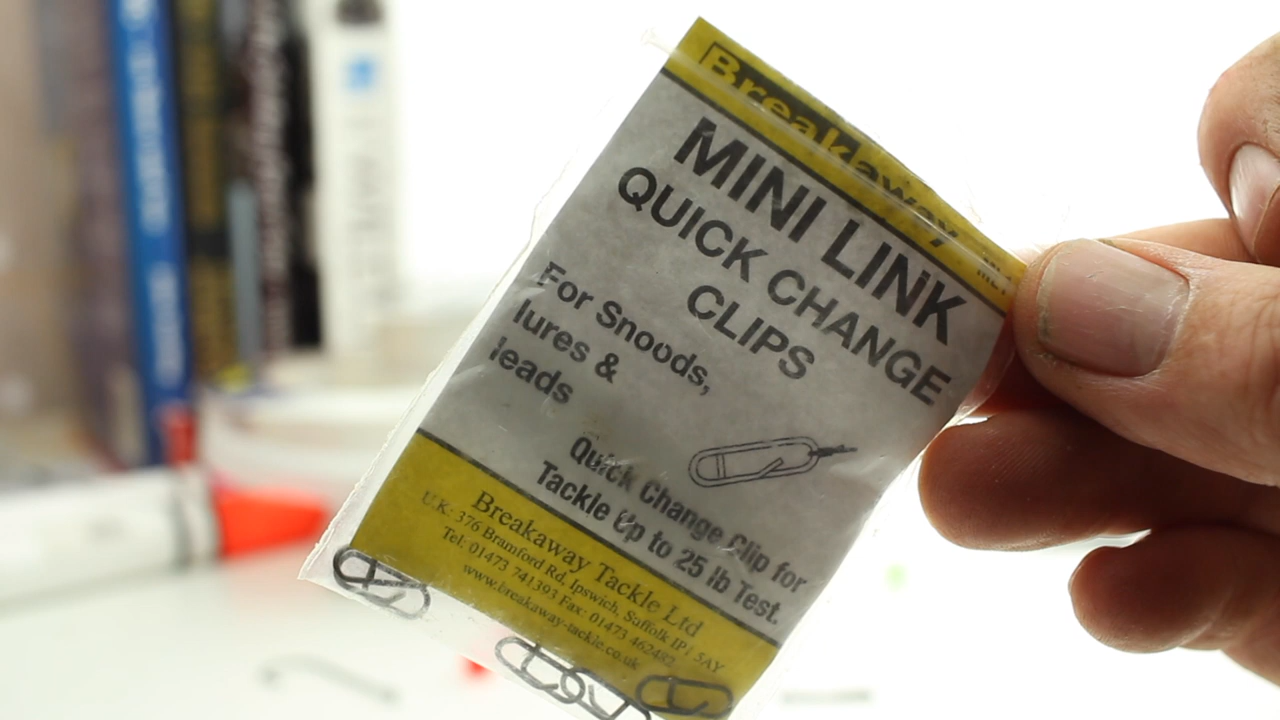 Breakaway
MINI LINK
QUICK CHANGE
CLIPS
For Snoods,
lures &
leads
Quick Change Clip for
Tackle Up to 25 lb Test.
Breakaway Tackle Ltd
U.K: 376 Bramford Rd, Ipswich, Suffolk IP1 5AY
Tel: 01473 741393 Fax: 01473 462482
www.breakaway-tackle.co.uk